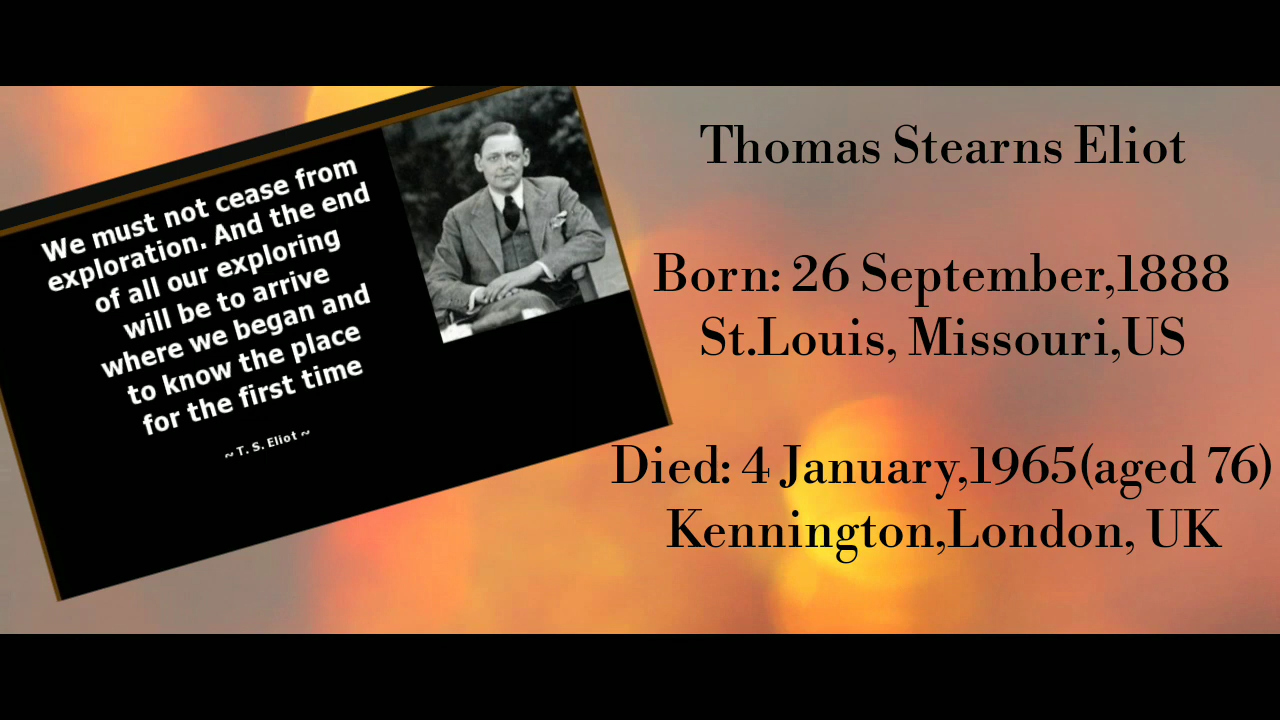 We must not cease from
exploration. And the end
of all our exploring
will be to arrive
where we began and
to know the place
for the first time
~ T. S. Eliot ~
Thomas Stearns Eliot
Born: 26 September,1888
St.Louis, Missouri,US
Died: 4 January,1965(aged 76)
Kennington,London, UK